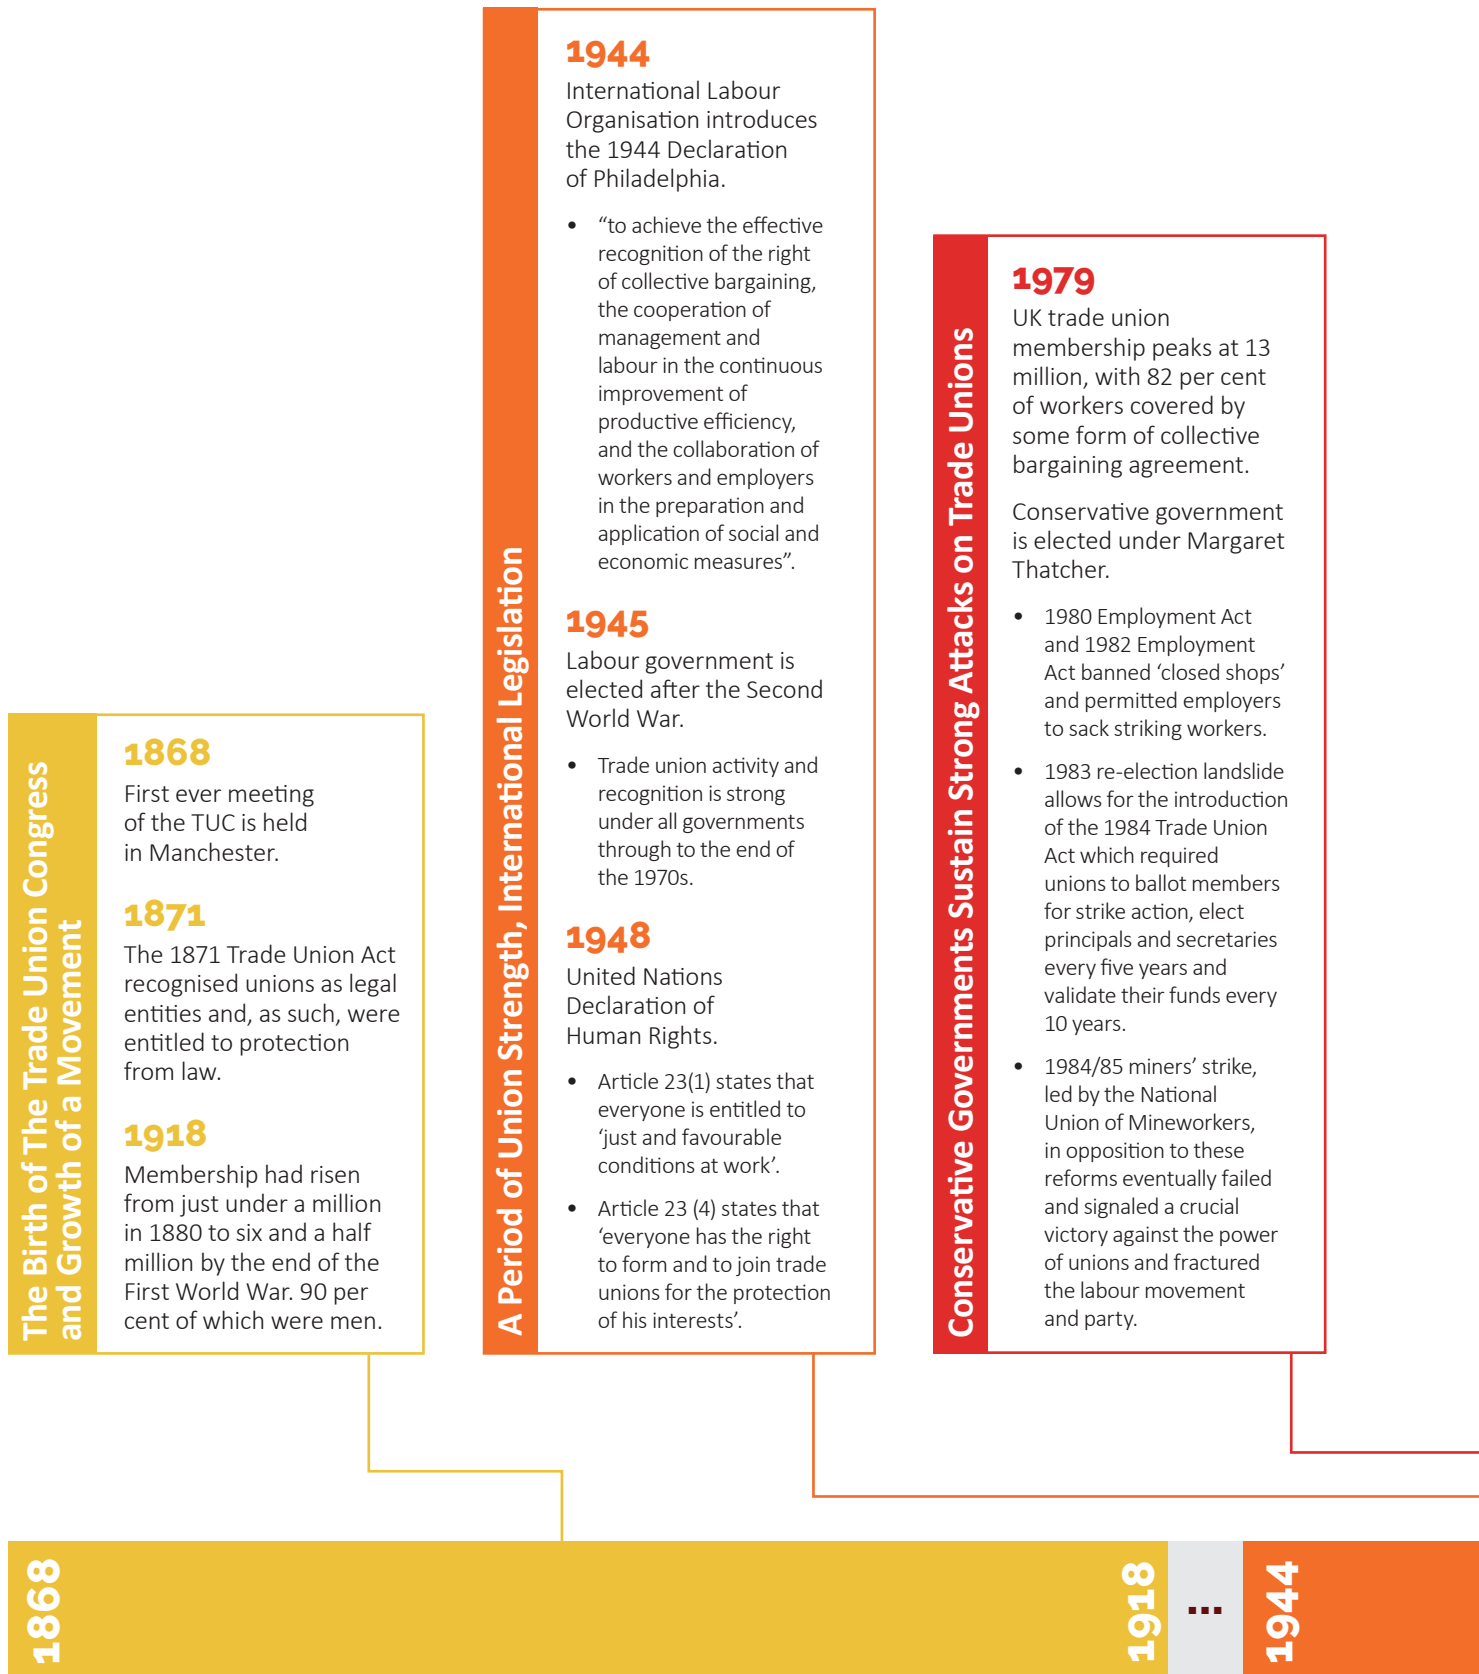 The Birth of The Trade Union Congress
and Growth of a Movement
1868
First ever meeting
of the TUC is held
in Manchester.
1871
The 1871 Trade Union Act
recognised unions as legal
entities and, as such, were
entitled to protection
from law.
1918
Membership had risen
from just under a million
in 1880 to six and a half
million by the end of the
First World War. 90 per
cent of which were men.
A Period of Union Strength, International Legislation
1944
International Labour
Organisation introduces
the 1944 Declaration
of Philadelphia.
• “to achieve the effective
recognition of the right
of collective bargaining,
the cooperation of
management and
labour in the continuous
improvement of
productive efficiency,
and the collaboration of
workers and employers
in the preparation and
application of social and
economic measures”.
1945
Labour government is
elected after the Second
World War.
• Trade union activity and
recognition is strong
under all governments
through to the end of
the 1970s.
1948
United Nations
Declaration of
Human Rights.
• Article 23(1) states that
everyone is entitled to
‘just and favourable
conditions at work’.
• Article 23 (4) states that
‘everyone has the right
to form and to join trade
unions for the protection
of his interests’.
Conservative Governments Sustain Strong Attacks on Trade Unions
1979
UK trade union
membership peaks at 13
million, with 82 per cent
of workers covered by
some form of collective
bargaining agreement.
Conservative government
is elected under Margaret
Thatcher.
• 1980 Employment Act
and 1982 Employment
Act banned ‘closed shops’
and permitted employers
to sack striking workers.
• 1983 re-election landslide
allows for the introduction
of the 1984 Trade Union
Act which required
unions to ballot members
for strike action, elect
principals and secretaries
every five years and
validate their funds every
10 years.
• 1984/85 miners’ strike,
led by the National
Union of Mineworkers,
in opposition to these
reforms eventually failed
and signaled a crucial
victory against the power
of unions and fractured
the labour movement
and party.
1868
1918
...
1944